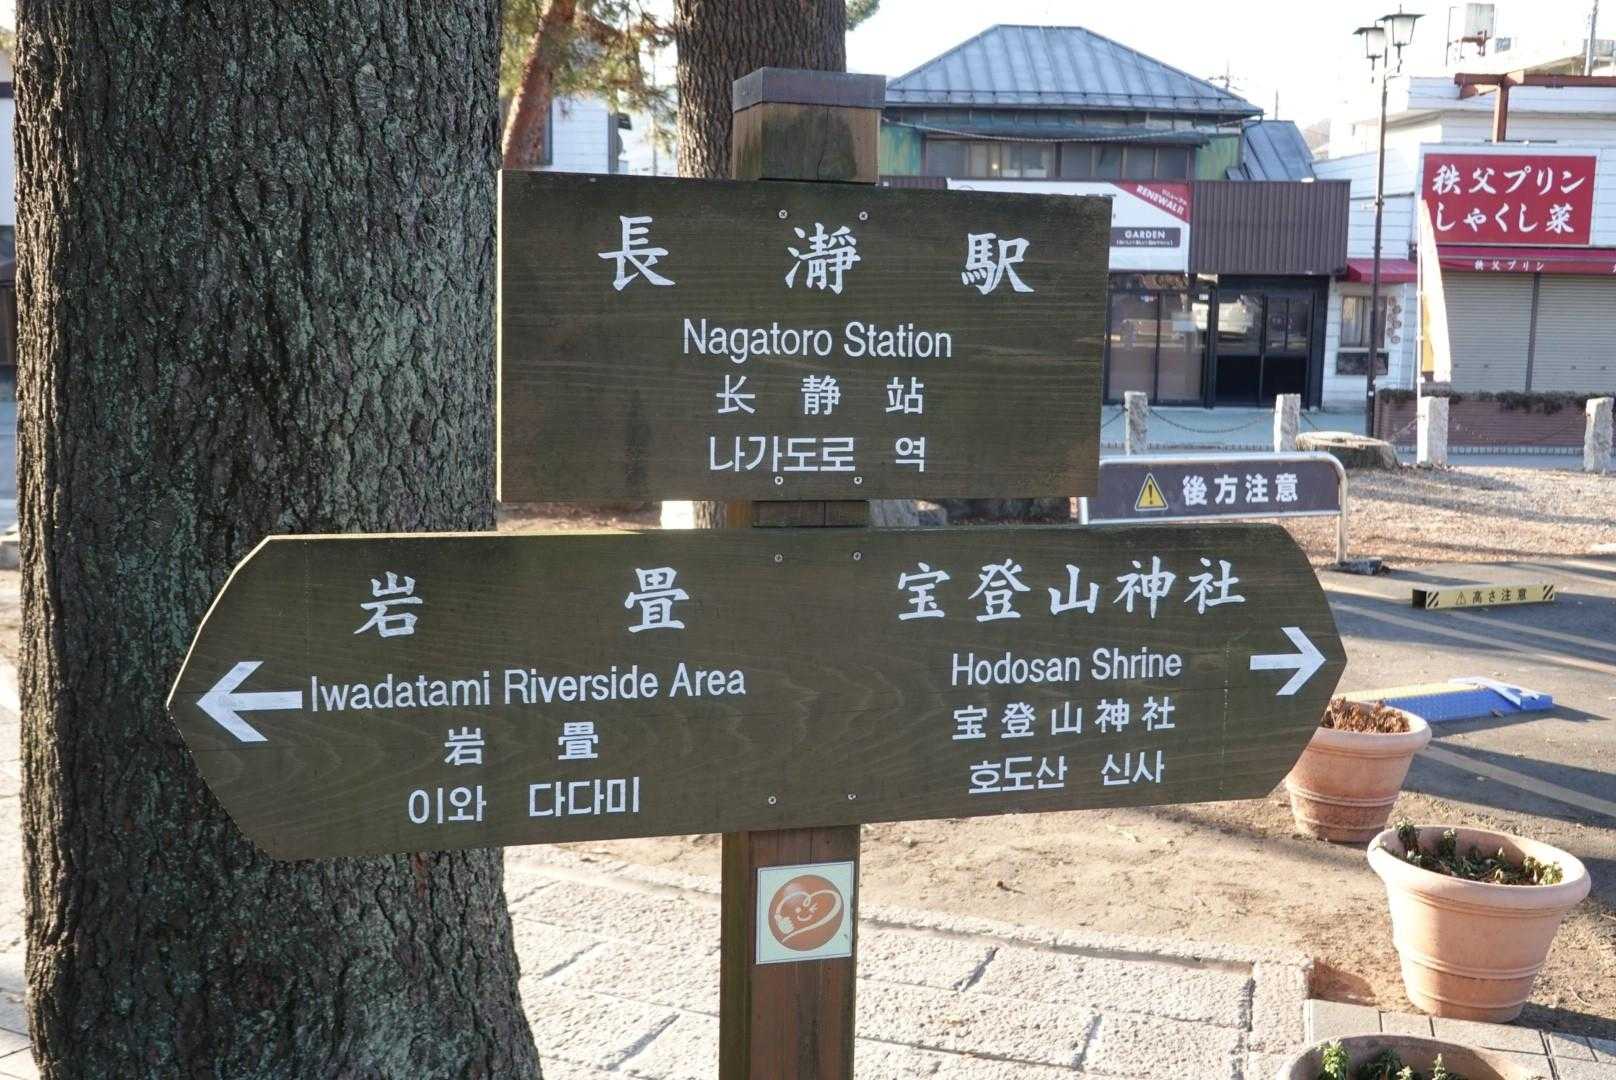 長瀞駅
Nagatoro Station
长静站
나가도로 역
岩畳
Iwadatami Riverside Area
岩畳
이와 다다미
宝登山神社
Hodosan Shrine
宝登山神社
호도산 신사
RENEWAL!!
GARDEN
秩父プリン
しゃくし菜
秩父プリン
後方注意
高さ注意